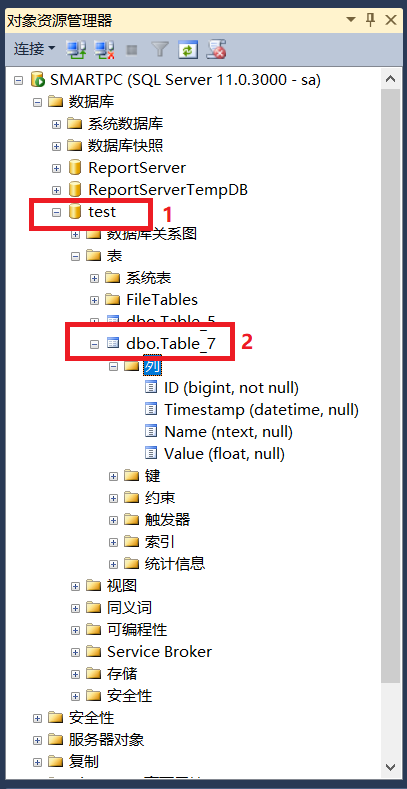 对象资源管理器
连接
SMARTPC (SQL Server 11.0.3000 - sa)
数据库
系统数据库
数据库快照
ReportServer
ReportServerTempDB
test 1
数据库关系图
表
系统表
FileTables
dbo.Table_5
dbo.Table_7 2
列
ID (bigint, not null)
Timestamp (datetime, null)
Name (ntext, null)
Value (float, null)
键
约束
触发器
索引
统计信息
视图
同义词
可编程性
Service Broker
存储
安全性
安全性
服务器对象
复制